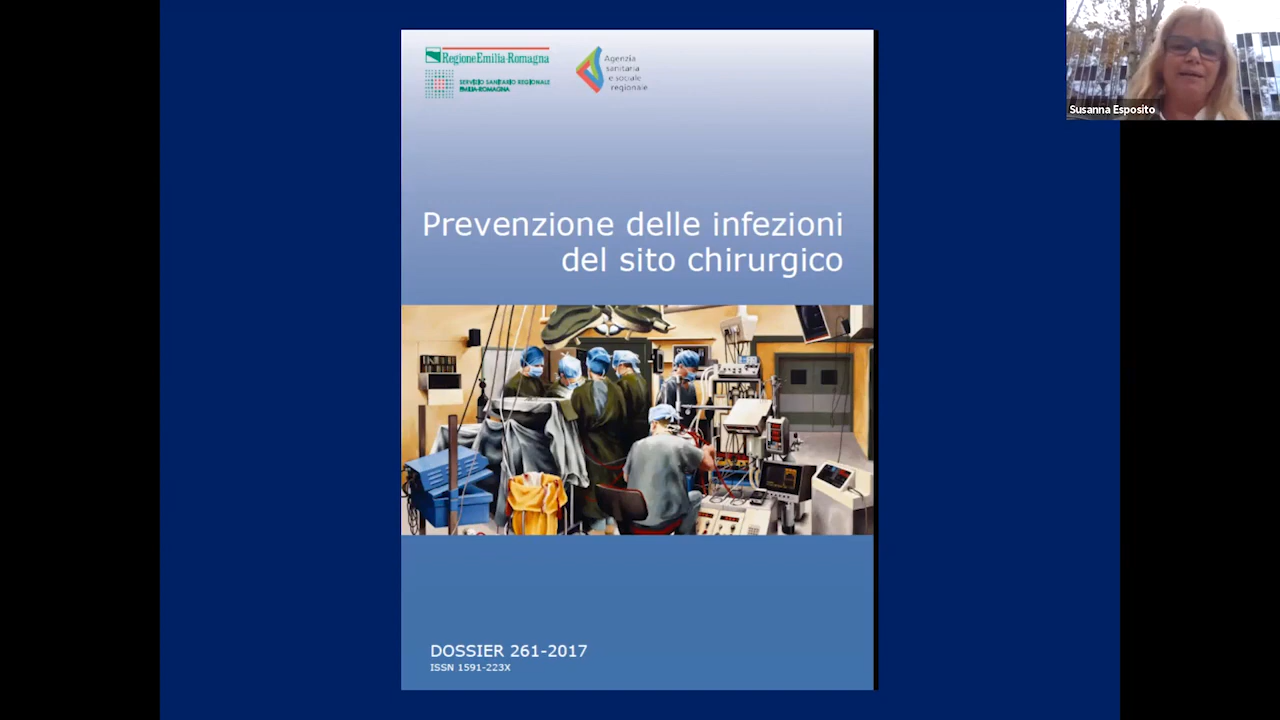 RegioneEmilia-Romagna
SERVIZIO SANITARIO REGIONALE
EMILIA-ROMAGNA
Agenzia
sanitaria
e sociale
regionale
Susanna Esposito
Prevenzione delle infezioni
del sito chirurgico
DOSSIER 261-2017
ISSN 1591-223X